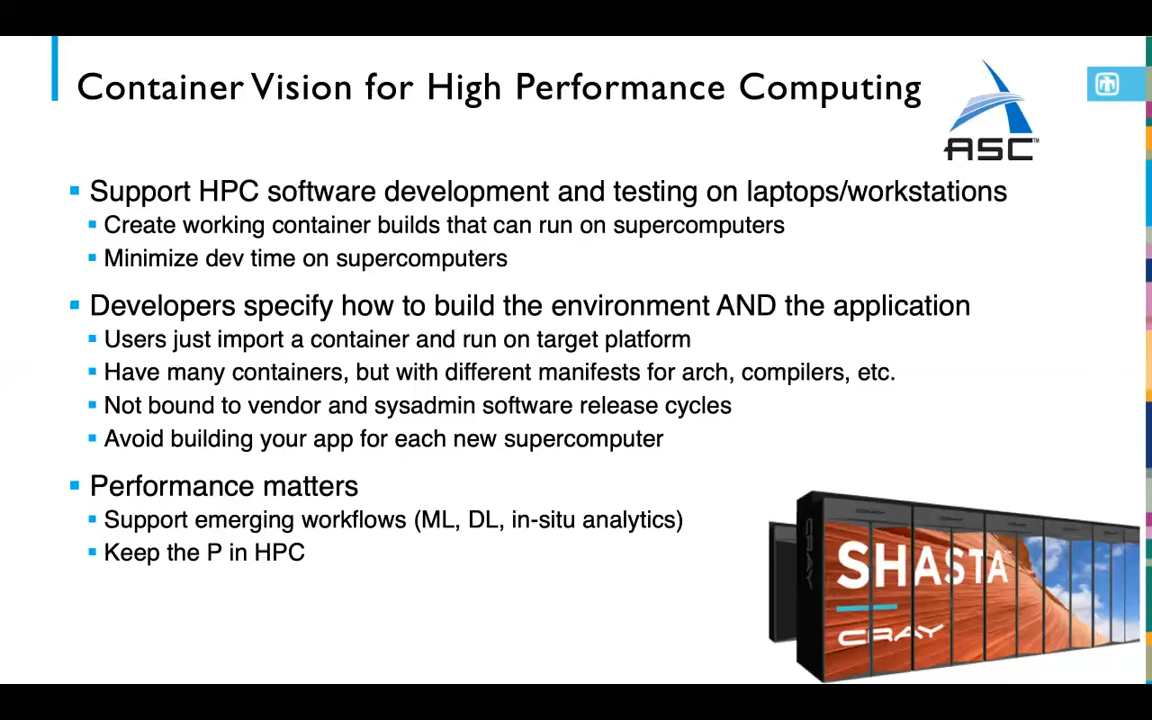 Container Vision for High Performance Computing
ASC™
Support HPC software development and testing on laptops/workstations
Create working container builds that can run on supercomputers
Minimize dev time on supercomputers
Developers specify how to build the environment AND the application
Users just import a container and run on target platform
Have many containers, but with different manifests for arch, compilers, etc.
Not bound to vendor and sysadmin software release cycles
Avoid building your app for each new supercomputer
Performance matters
Support emerging workflows (ML, DL, in-situ analytics)
Keep the P in HPC
CRAY
SHASTA
CRAY